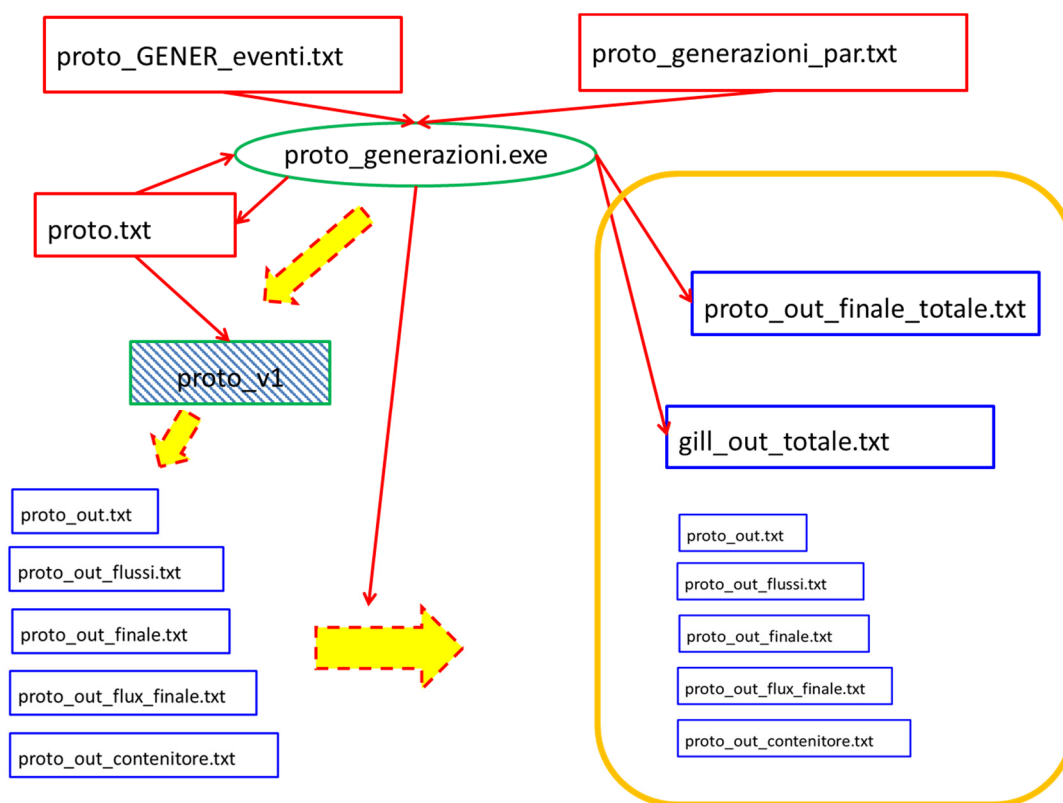 proto_GENER_eventi.txt
proto_generazioni_par.txt
proto_generazioni.exe
proto.txt
proto_out_finale_totale.txt
proto_v1
gill_out_totale.txt
proto_out.txt
proto_out_flussi.txt
proto_out_finale.txt
proto_out_flux_finale.txt
proto_out_contenitore.txt
proto_out.txt
proto_out_flussi.txt
proto_out_finale.txt
proto_out_flux_finale.txt
proto_out_contenitore.txt